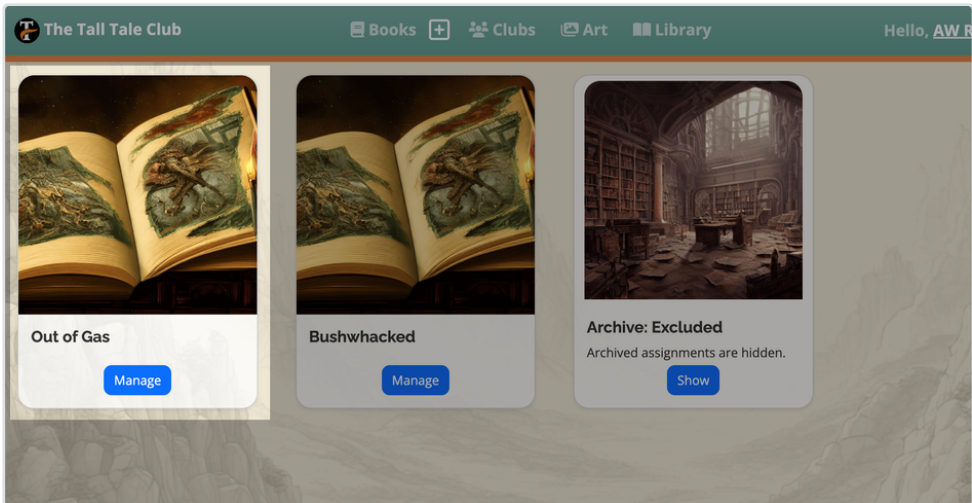 The Tall Tale Club
Books
Clubs
Art
Library
Hello, AW R
Out of Gas
Manage
Bushwhacked
Manage
Archive: Excluded
Archived assignments are hidden.
Show